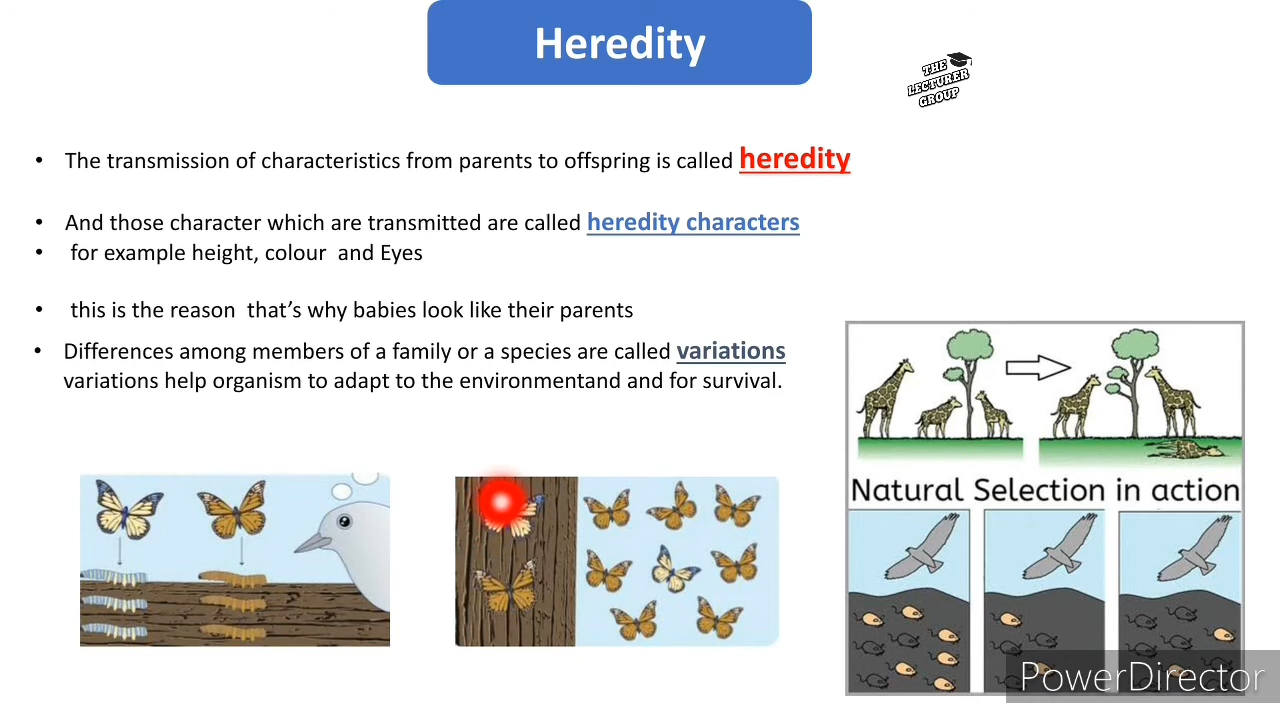 Heredity
THE
LECTURER
GROUP
• The transmission of characteristics from parents to offspring is called heredity
• And those character which are transmitted are called heredity characters
• for example height, colour and Eyes
• this is the reason that’s why babies look like their parents
• Differences among members of a family or a species are called variations
variations help organism to adapt to the environmentand and for survival.
Natural Selection in action
PowerDirector